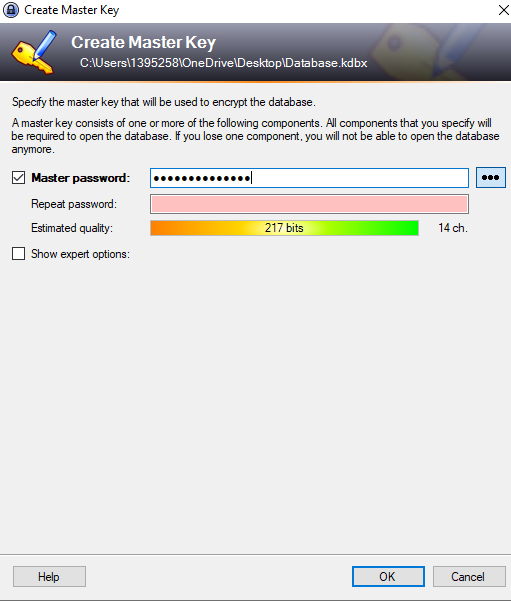 Create Master Key
Create Master Key
C:\Users\1395258\OneDrive\Desktop\Database.kdbx
Specify the master key that will be used to encrypt the database.
A master key consists of one or more of the following components. All components that you specify will
be required to open the database. If you lose one component, you will not be able to open the database
anymore.
Master password: ●●●●●●●●●●●●●● ●●●
Repeat password:
Estimated quality: 217 bits 14 ch.
Show expert options:
Help OK Cancel